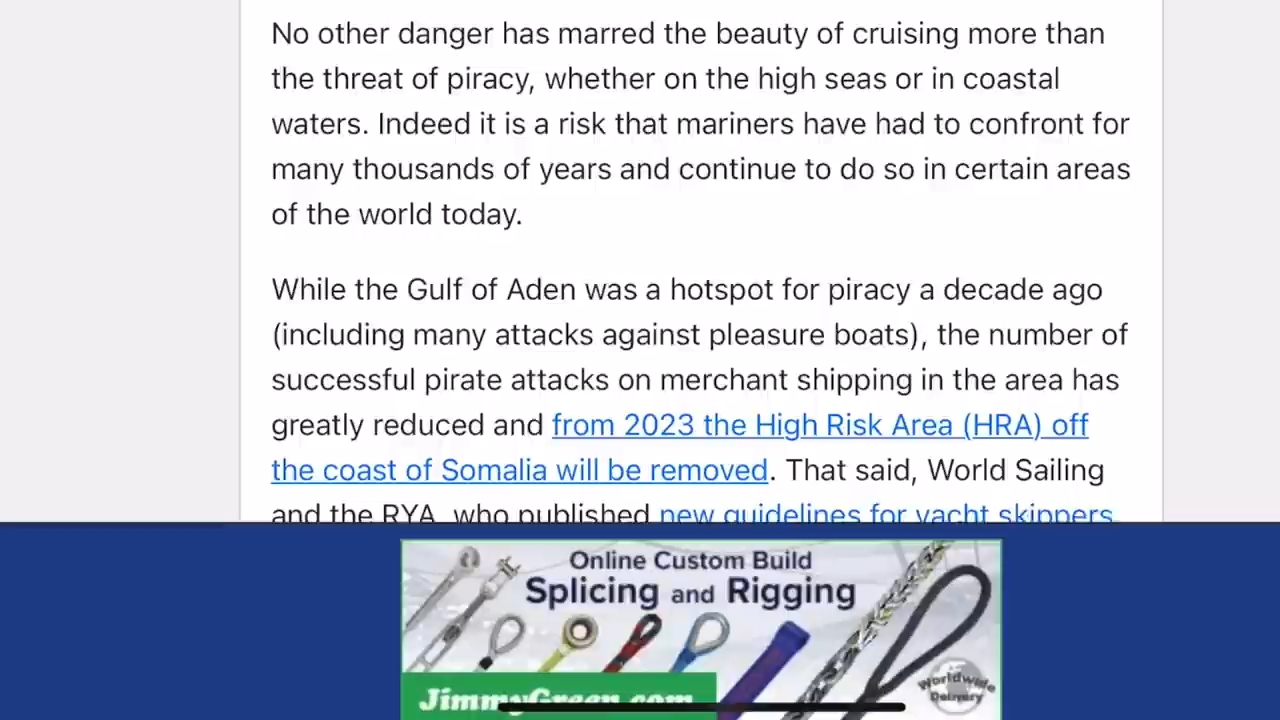 No other danger has marred the beauty of cruising more than
the threat of piracy, whether on the high seas or in coastal
waters. Indeed it is a risk that mariners have had to confront for
many thousands of years and continue to do so in certain areas
of the world today.
While the Gulf of Aden was a hotspot for piracy a decade ago
(including many attacks against pleasure boats), the number of
successful pirate attacks on merchant shipping in the area has
greatly reduced and from 2023 the High Risk Area (HRA) off
the coast of Somalia will be removed. That said, World Sailing
and the RYA, who published new guidelines for yacht skippers
Online Custom Build
Splicing and Rigging
JimmyGreen.com
Worldwide
Delivery